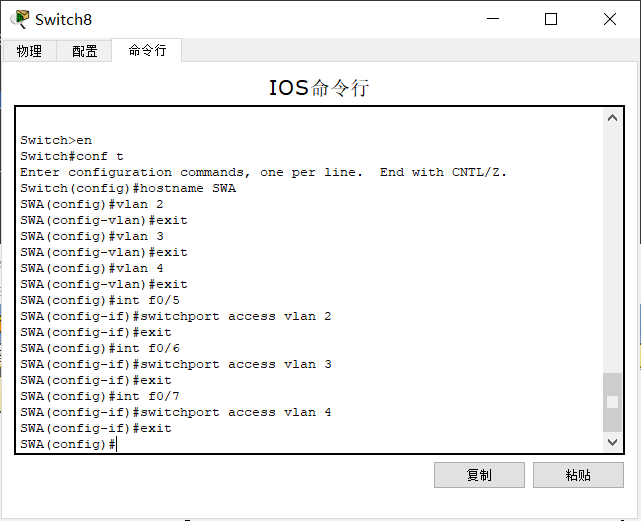 Switch8
物理 配置 命令行
IOS命令行
Switch>en
Switch#conf t
Enter configuration commands, one per line.  End with CNTL/Z.
Switch(config)#hostname SWA
SWA(config)#vlan 2
SWA(config-vlan)#exit
SWA(config)#vlan 3
SWA(config-vlan)#exit
SWA(config)#vlan 4
SWA(config-vlan)#exit
SWA(config)#int f0/5
SWA(config-if)#switchport access vlan 2
SWA(config-if)#exit
SWA(config)#int f0/6
SWA(config-if)#switchport access vlan 3
SWA(config-if)#exit
SWA(config)#int f0/7
SWA(config-if)#switchport access vlan 4
SWA(config-if)#exit
SWA(config)#
复制 粘贴